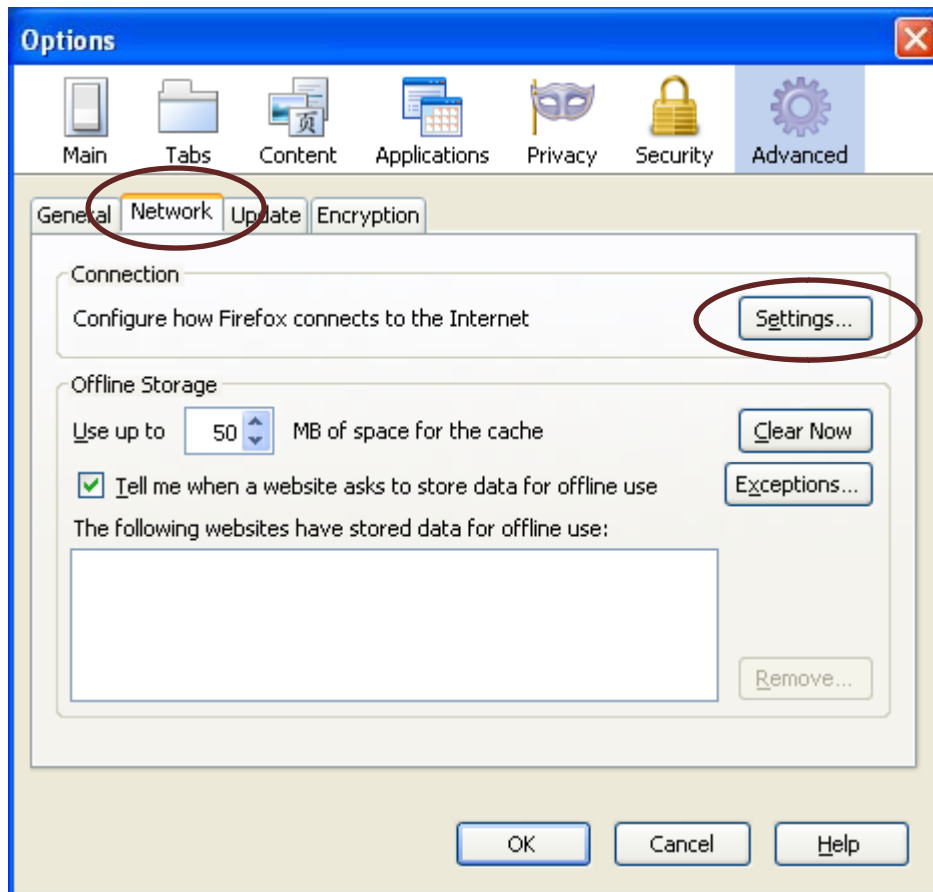 Options
页
Main Tabs Content Applications Privacy Security Advanced
General Network Update Encryption
Connection
Configure how Firefox connects to the Internet Settings...
Offline Storage
Use up to 50 MB of space for the cache Clear Now
Tell me when a website asks to store data for offline use Exceptions...
The following websites have stored data for offline use:
Remove...
OK Cancel Help